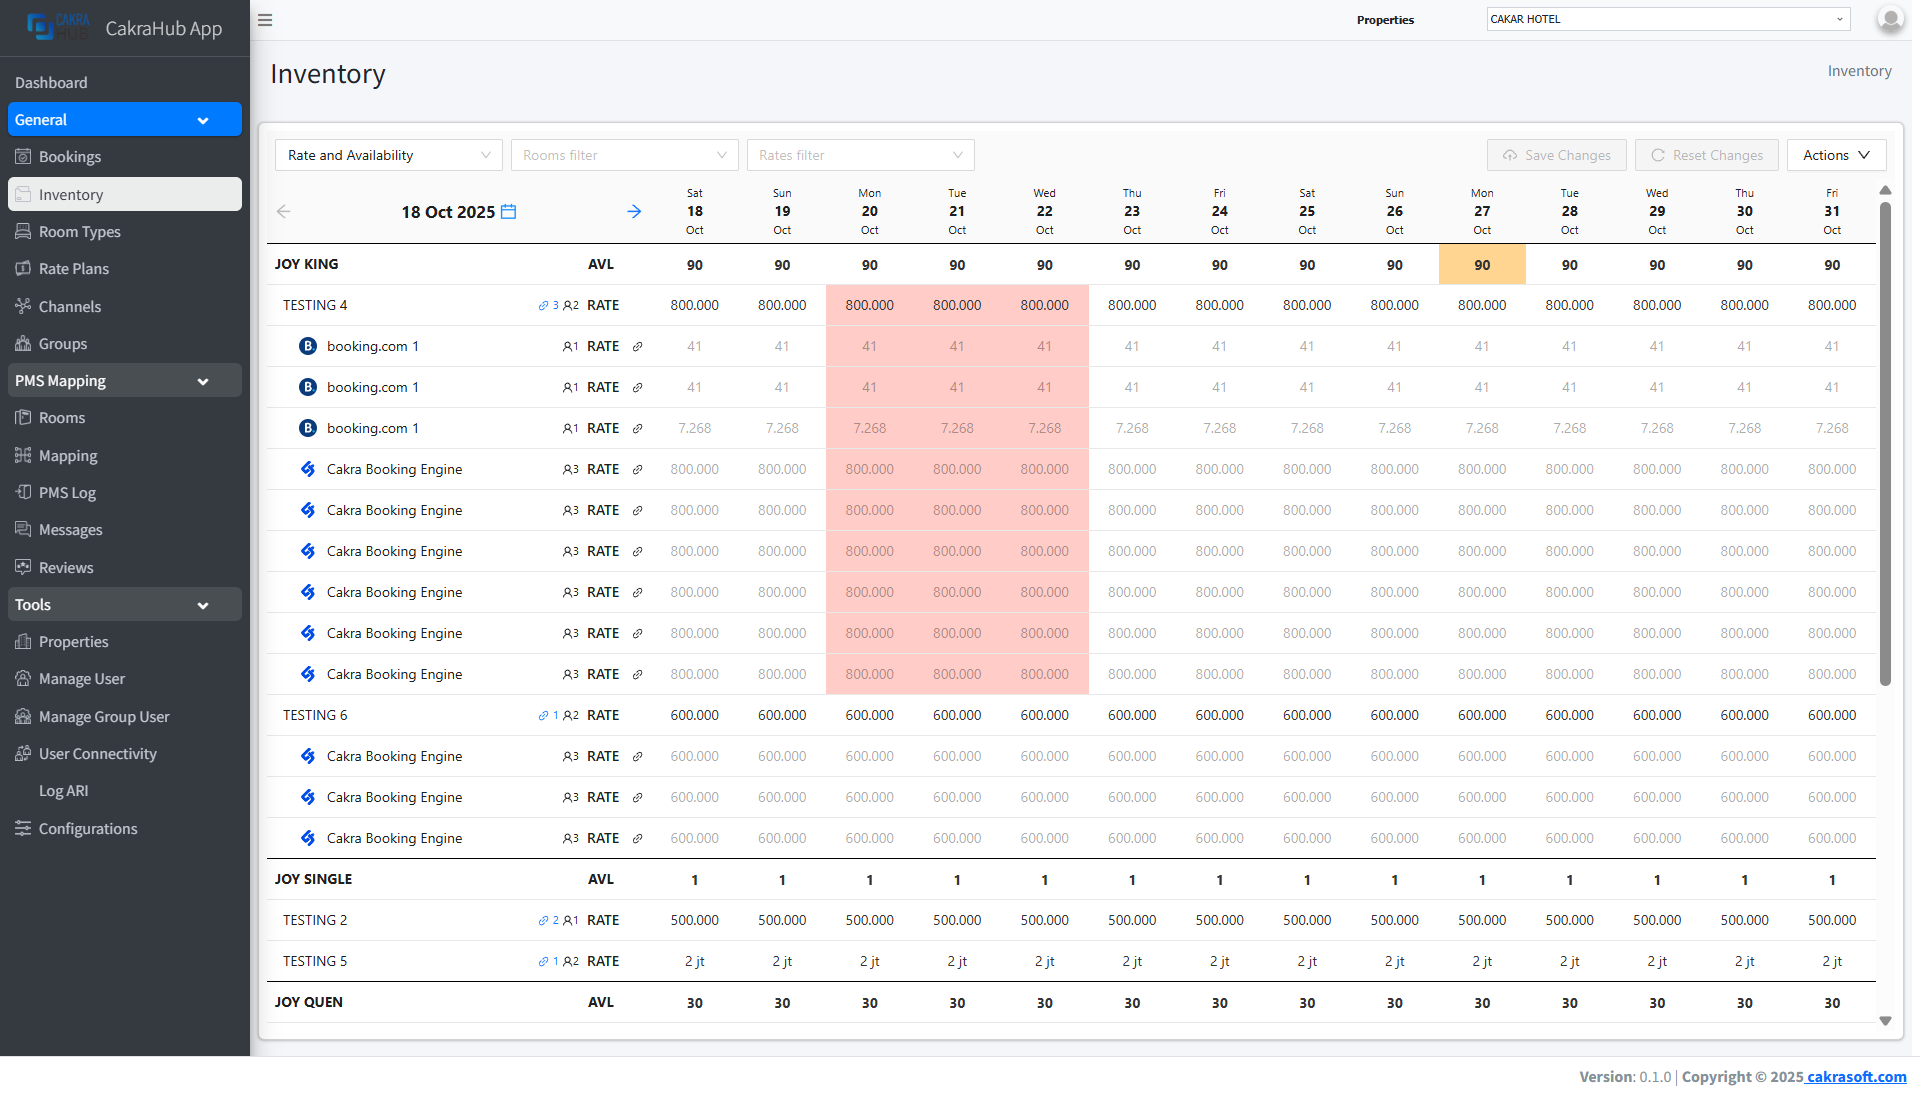 CAKRA HUB CakraHub App
Properties CAKAR HOTEL
Dashboard
General
Bookings
Inventory
Room Types
Rate Plans
Channels
Groups
PMS Mapping
Rooms
Mapping
PMS Log
Messages
Reviews
Tools
Properties
Manage User
Manage Group User
User Connectivity
Log ARI
Configurations
Inventory
Inventory
Rate and Availability Rooms filter Rates filter Save Changes Reset Changes Actions
Sat Sun Mon Tue Wed Thu Fri Sat Sun Mon Tue Wed Thu Fri
18 Oct 2025 18 19 20 21 22 23 24 25 26 27 28 29 30 31
Oct Oct Oct Oct Oct Oct Oct Oct Oct Oct Oct Oct Oct Oct
JOY KING AVL 90 90 90 90 90 90 90 90 90 90 90 90 90 90
TESTING 4 3 2 RATE 800.000 800.000 800.000 800.000 800.000 800.000 800.000 800.000 800.000 800.000 800.000 800.000 800.000 800.000
B. booking.com 1 1 RATE 41 41 41 41 41 41 41 41 41 41 41 41 41 41
B. booking.com 1 1 RATE 41 41 41 41 41 41 41 41 41 41 41 41 41 41
B. booking.com 1 1 RATE 7.268 7.268 7.268 7.268 7.268 7.268 7.268 7.268 7.268 7.268 7.268 7.268 7.268 7.268
Cakra Booking Engine 3 RATE 800.000 800.000 800.000 800.000 800.000 800.000 800.000 800.000 800.000 800.000 800.000 800.000 800.000 800.000
Cakra Booking Engine 3 RATE 800.000 800.000 800.000 800.000 800.000 800.000 800.000 800.000 800.000 800.000 800.000 800.000 800.000 800.000
Cakra Booking Engine 3 RATE 800.000 800.000 800.000 800.000 800.000 800.000 800.000 800.000 800.000 800.000 800.000 800.000 800.000 800.000
Cakra Booking Engine 3 RATE 800.000 800.000 800.000 800.000 800.000 800.000 800.000 800.000 800.000 800.000 800.000 800.000 800.000 800.000
Cakra Booking Engine 3 RATE 800.000 800.000 800.000 800.000 800.000 800.000 800.000 800.000 800.000 800.000 800.000 800.000 800.000 800.000
Cakra Booking Engine 3 RATE 800.000 800.000 800.000 800.000 800.000 800.000 800.000 800.000 800.000 800.000 800.000 800.000 800.000 800.000
TESTING 6 1 2 RATE 600.000 600.000 600.000 600.000 600.000 600.000 600.000 600.000 600.000 600.000 600.000 600.000 600.000 600.000
Cakra Booking Engine 3 RATE 600.000 600.000 600.000 600.000 600.000 600.000 600.000 600.000 600.000 600.000 600.000 600.000 600.000 600.000
Cakra Booking Engine 3 RATE 600.000 600.000 600.000 600.000 600.000 600.000 600.000 600.000 600.000 600.000 600.000 600.000 600.000 600.000
Cakra Booking Engine 3 RATE 600.000 600.000 600.000 600.000 600.000 600.000 600.000 600.000 600.000 600.000 600.000 600.000 600.000 600.000
JOY SINGLE AVL 1 1 1 1 1 1 1 1 1 1 1 1 1 1
TESTING 2 2 1 RATE 500.000 500.000 500.000 500.000 500.000 500.000 500.000 500.000 500.000 500.000 500.000 500.000 500.000 500.000
TESTING 5 1 2 RATE 2 jt 2 jt 2 jt 2 jt 2 jt 2 jt 2 jt 2 jt 2 jt 2 jt 2 jt 2 jt 2 jt 2 jt
JOY QUEN AVL 30 30 30 30 30 30 30 30 30 30 30 30 30 30
Version: 0.1.0 | Copyright © 2025 cakrasoft.com